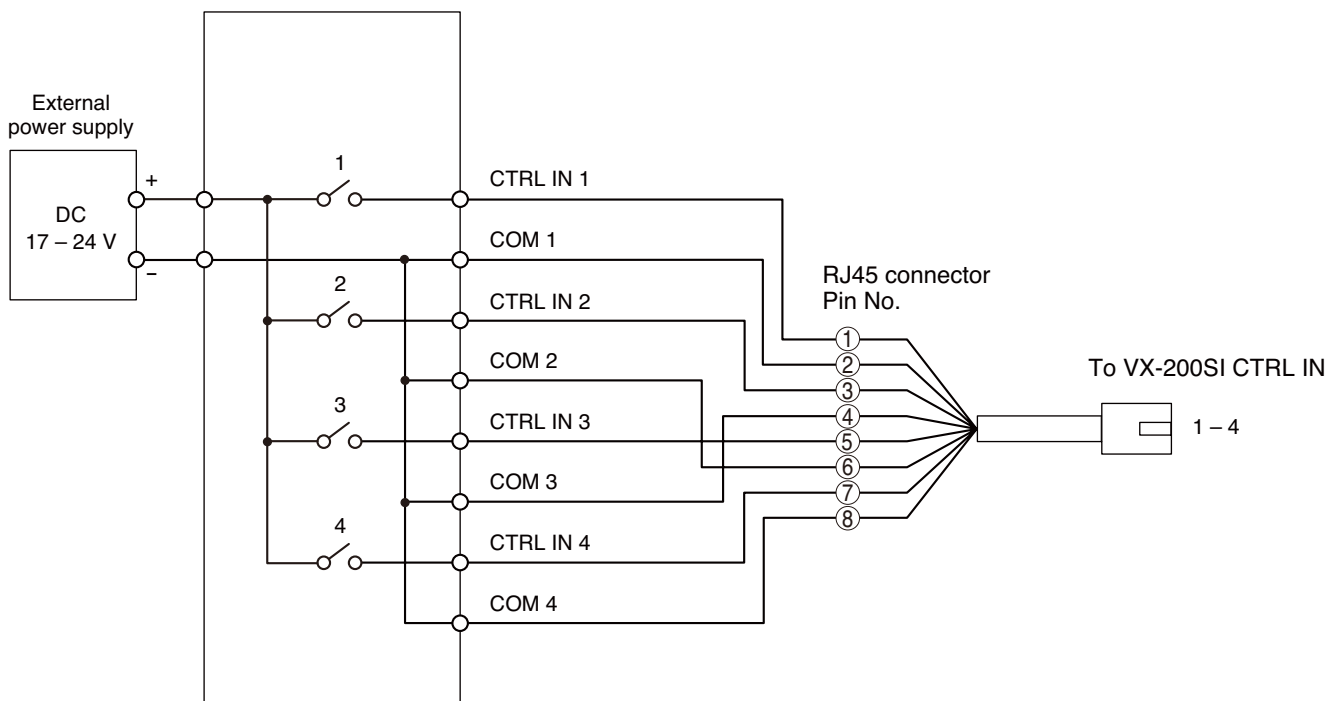 External
power supply
DC
17 – 24 V
+
–
1
CTRL IN 1
COM 1
2
CTRL IN 2
COM 2
3
CTRL IN 3
COM 3
4
CTRL IN 4
COM 4
RJ45 connector
Pin No.
1
2
3
4
5
6
7
8
To VX-200SI CTRL IN
1 – 4